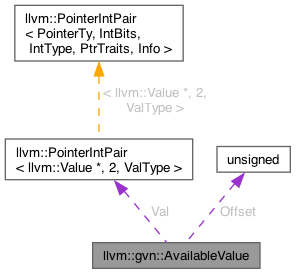 llvm::PointerIntPair
< PointerTy, IntBits,
IntType, PtrTraits, Info >
< llvm::Value *, 2,
ValType >
llvm::PointerIntPair
< llvm::Value *, 2, ValType >
unsigned
Val
Offset
llvm::gvn::AvailableValue